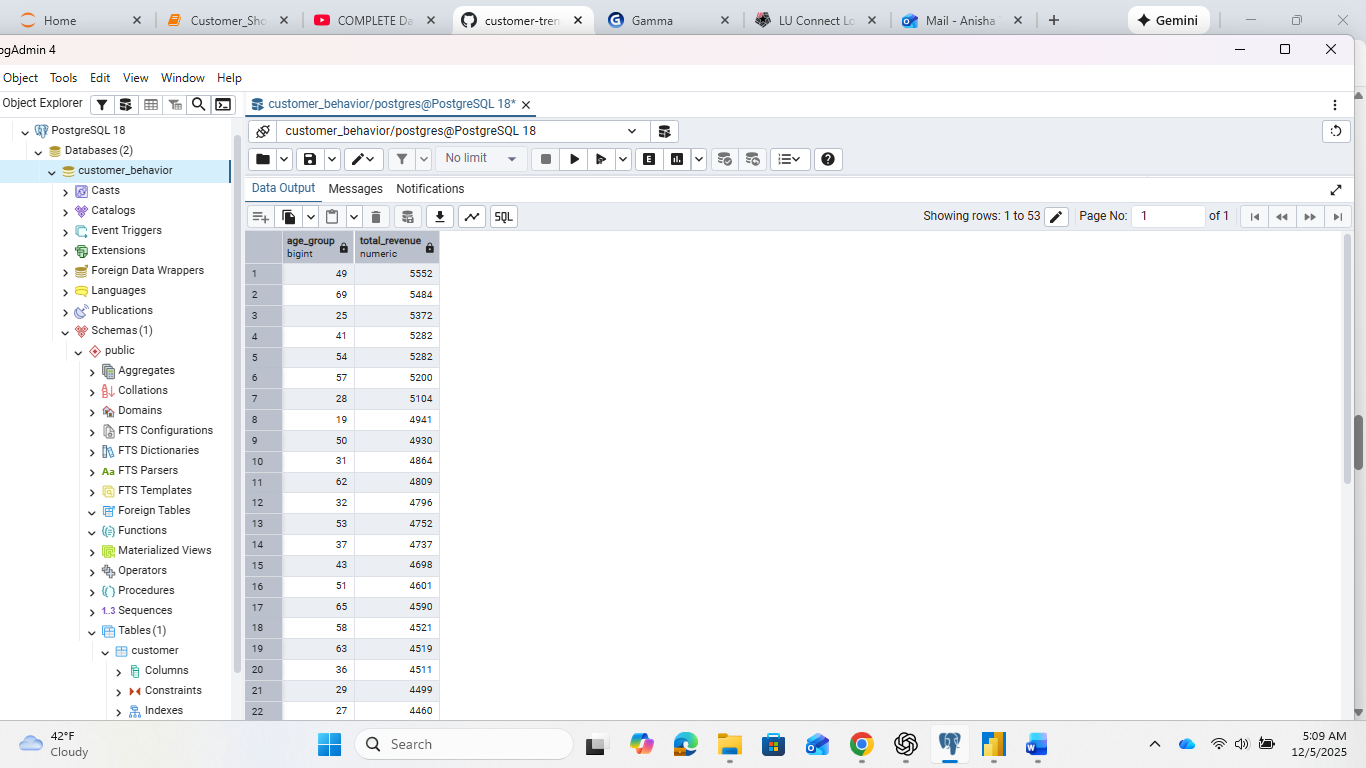 Home
Customer_Sho
COMPLETE Da
customer-tren
Gamma
LU Connect Lo
Mail - Anisha
Gemini
ogAdmin 4
Object Tools Edit View Window Help
Object Explorer
customer_behavior/postgres@PostgreSQL 18*
PostgreSQL 18
Databases (2)
customer_behavior
Casts
Catalogs
Event Triggers
Extensions
Foreign Data Wrappers
Languages
Publications
Schemas (1)
public
Aggregates
Collations
Domains
FTS Configurations
FTS Dictionaries
Aa FTS Parsers
FTS Templates
Foreign Tables
Functions
Materialized Views
Operators
Procedures
1..3 Sequences
Tables (1)
customer
Columns
Constraints
Indexes
customer_behavior/postgres@PostgreSQL 18
No limit
E
Data Output Messages Notifications
SQL
Showing rows: 1 to 53 Page No: 1 of 1
age_group bigint total_revenue numeric
1 49 5552
2 69 5484
3 25 5372
4 41 5282
5 54 5282
6 57 5200
7 28 5104
8 19 4941
9 50 4930
10 31 4864
11 62 4809
12 32 4796
13 53 4752
14 37 4737
15 43 4698
16 51 4601
17 65 4590
18 58 4521
19 63 4519
20 36 4511
21 29 4499
22 27 4460
42°F
Cloudy
Search
5:09 AM
12/5/2025